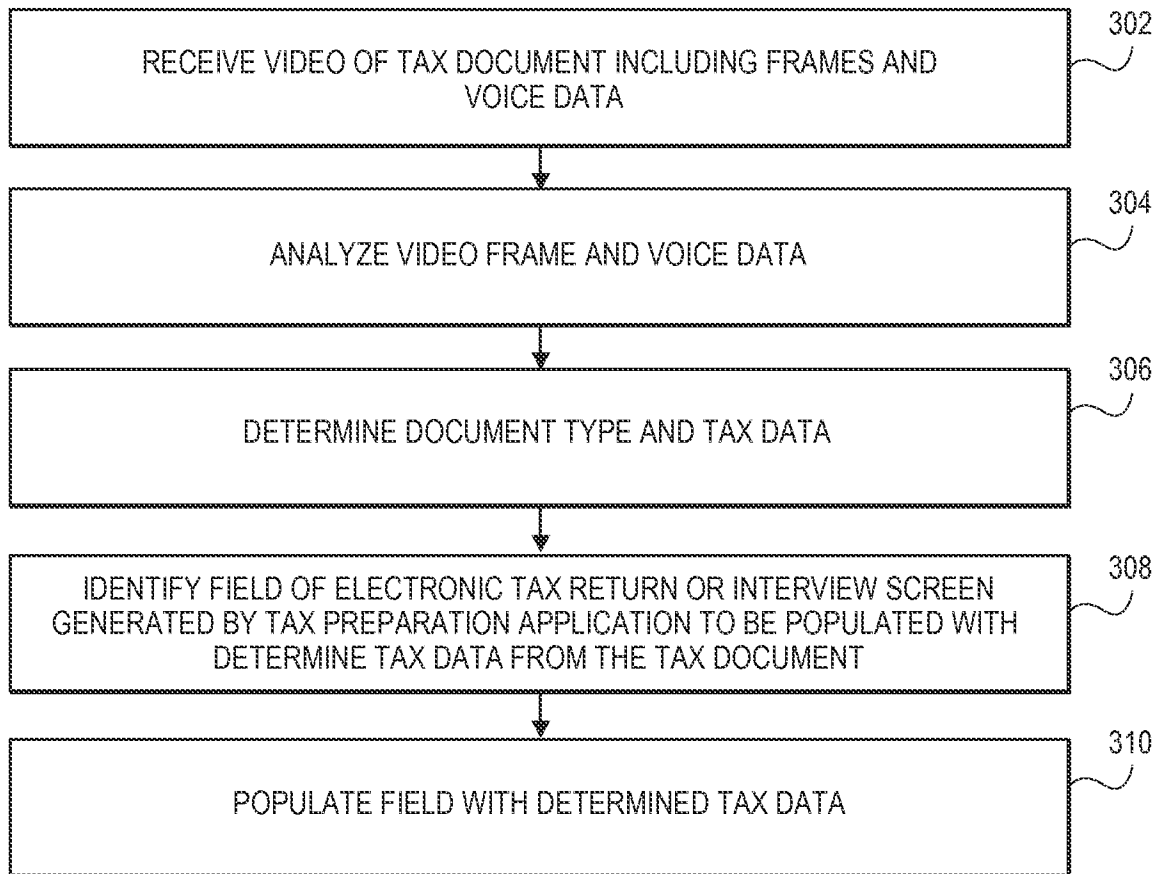 302
RECEIVE VIDEO OF TAX DOCUMENT INCLUDING FRAMES AND
VOICE DATA
304
ANALYZE VIDEO FRAME AND VOICE DATA
306
DETERMINE DOCUMENT TYPE AND TAX DATA
308
IDENTIFY FIELD OF ELECTRONIC TAX RETURN OR INTERVIEW SCREEN
GENERATED BY TAX PREPARATION APPLICATION TO BE POPULATED WITH
DETERMINE TAX DATA FROM THE TAX DOCUMENT
310
POPULATE FIELD WITH DETERMINED TAX DATA